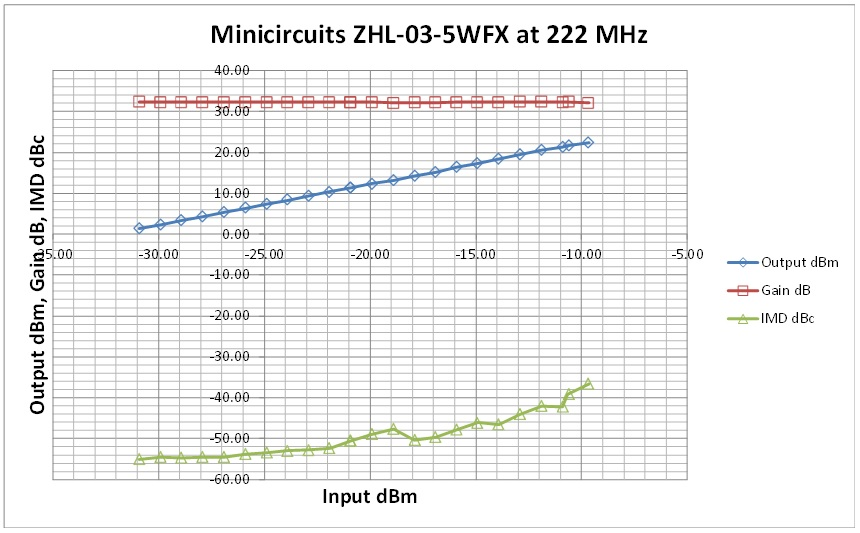 Minicircuits ZHL-03-5WFX at 222 MHz
Output dBm, Gain dB, IMD dBc
40.00
30.00
20.00
10.00
0.00
-10.00
-20.00
-30.00
-40.00
-50.00
-60.00
-30.00 -25.00 -20.00 -15.00 -10.00 -5.00
Input dBm
Output dBm
Gain dB
IMD dBc